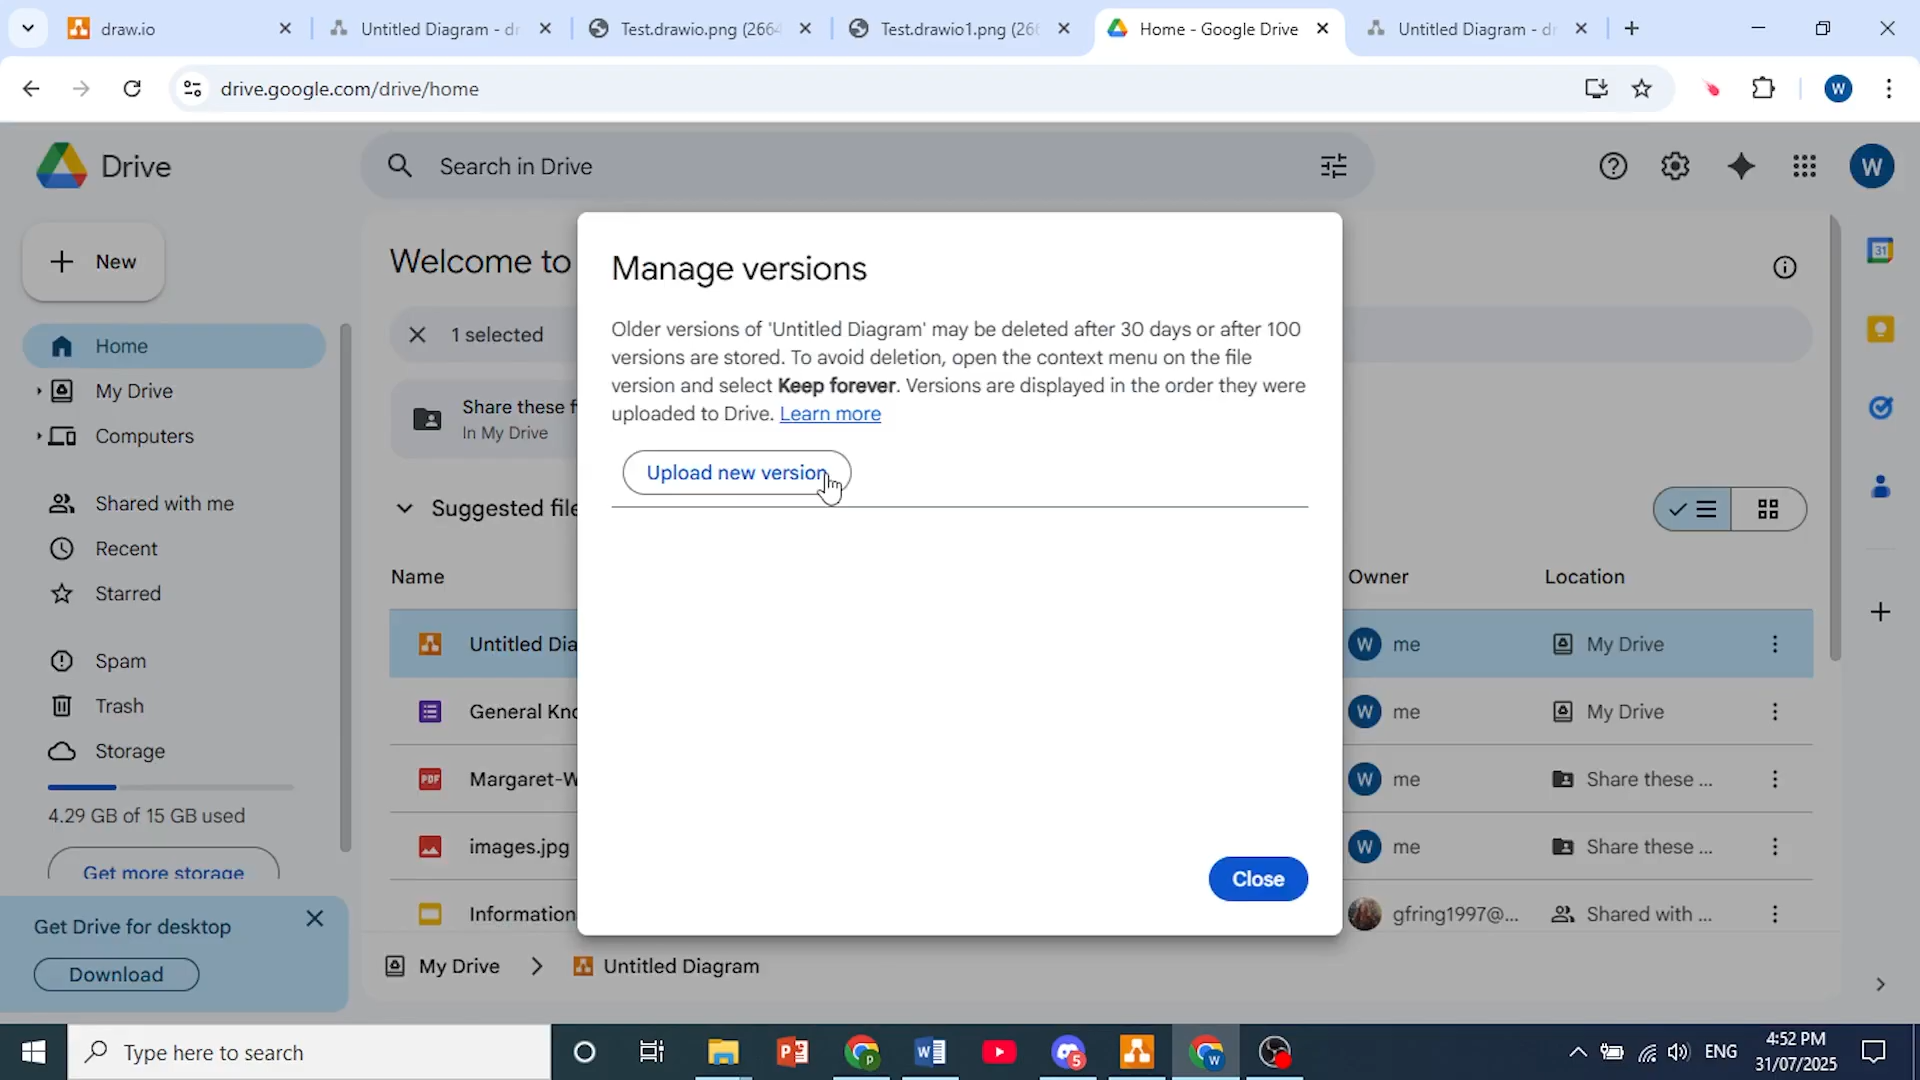 draw.io
Untitled Diagram - dr
Test.drawio.png (2664
Test.drawio1.png (266
Home - Google Drive
Untitled Diagram - dr
drive.google.com/drive/home
W
Drive
Search in Drive
W
New
Welcome to
31
Home
1 selected
My Drive
Share these f
In My Drive
Computers
Manage versions
Older versions of 'Untitled Diagram' may be deleted after 30 days or after 100
versions are stored. To avoid deletion, open the context menu on the file
version and select Keep forever. Versions are displayed in the order they were
uploaded to Drive. Learn more
Upload new version
Close
Shared with me
Recent
Starred
Spam
Trash
Storage
4.29 GB of 15 GB used
Get more storage
Get Drive for desktop
Download
Suggested file
Name
Owner
Location
Untitled Dia
W
me
My Drive
General Kno
W
me
My Drive
PDF
Margaret-W
W
me
Share these ...
images.jpg
W
me
Share these ...
Information
gfring1997@...
Shared with ...
My Drive
Untitled Diagram
Type here to search
P
P
W
5
W
ENG
4:52 PM
31/07/2025